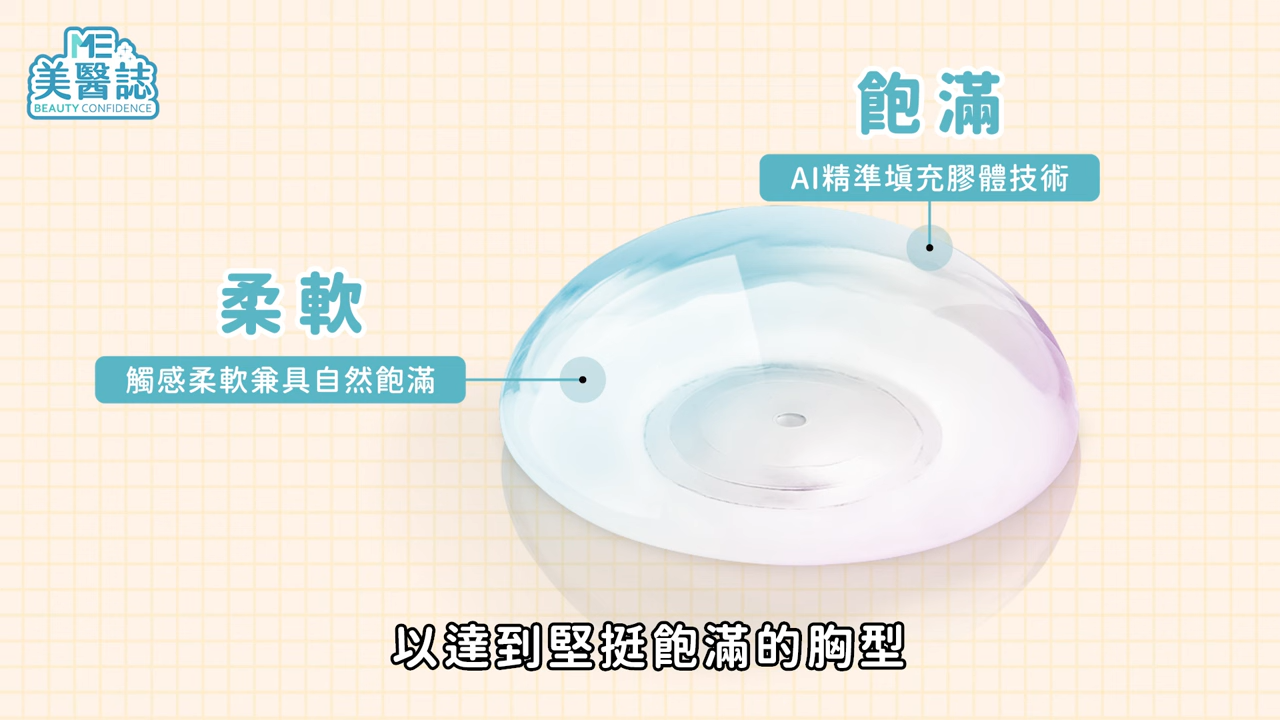 ME
美醫誌
BEAUTY CONFIDENCE
飽滿
AI精準填充膠體技術
柔軟
觸感柔軟兼具自然飽滿
以達到堅挺飽滿的胸型